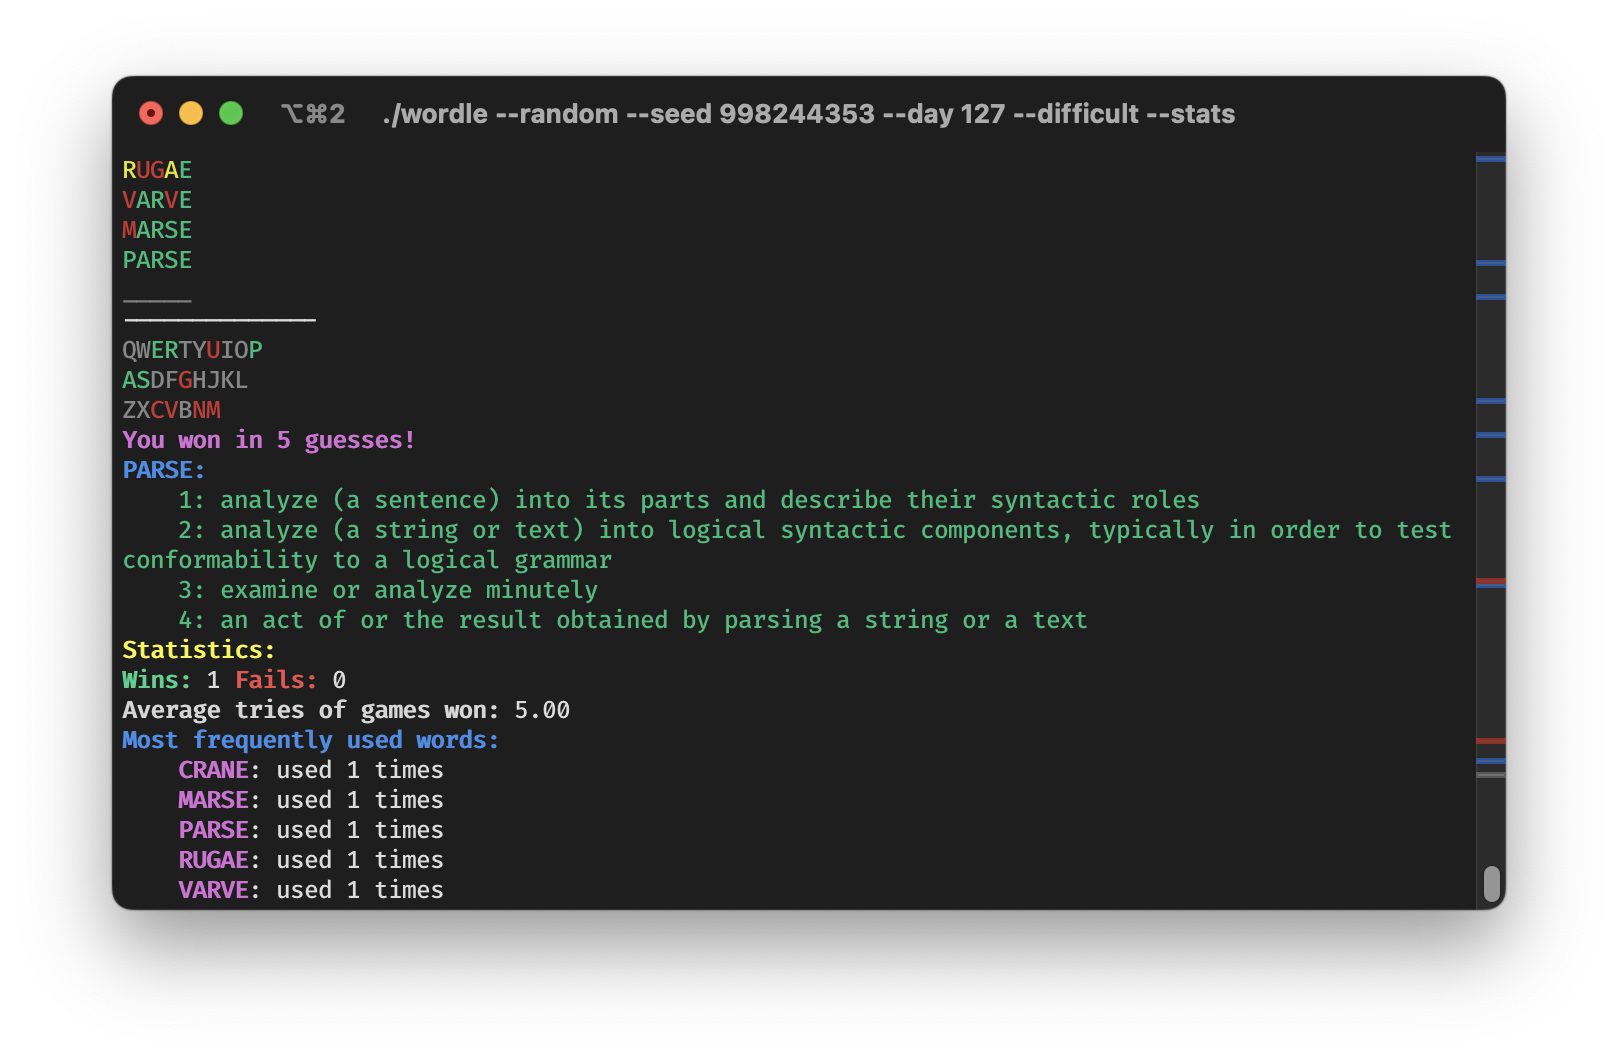 ⌥⌘2 ./wordle --random --seed 998244353 --day 127 --difficult --stats
RUGAE
VARVE
MARSE
PARSE
_____
──────────────
QWERTYUIOP
ASDFGHJKL
ZXCVBNM
You won in 5 guesses!
PARSE:
1: analyze (a sentence) into its parts and describe their syntactic roles
2: analyze (a string or text) into logical syntactic components, typically in order to test
conformability to a logical grammar
3: examine or analyze minutely
4: an act of or the result obtained by parsing a string or a text
Statistics:
Wins: 1 Fails: 0
Average tries of games won: 5.00
Most frequently used words:
CRANE: used 1 times
MARSE: used 1 times
PARSE: used 1 times
RUGAE: used 1 times
VARVE: used 1 times